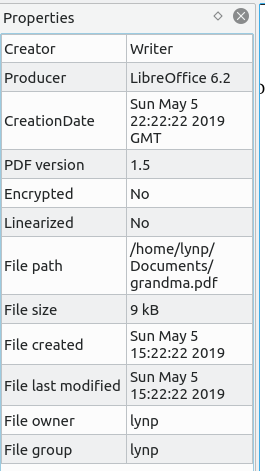 Properties
Creator Writer
Producer LibreOffice 6.2
CreationDate Sun May 5
22:22:22 2019
GMT
PDF version 1.5
Encrypted No
Linearized No
File path /home/lynp/
Documents/
grandma.pdf
File size 9 kB
File created Sun May 5
15:22:22 2019
File last modified Sun May 5
15:22:22 2019
File owner lynp
File group lynp